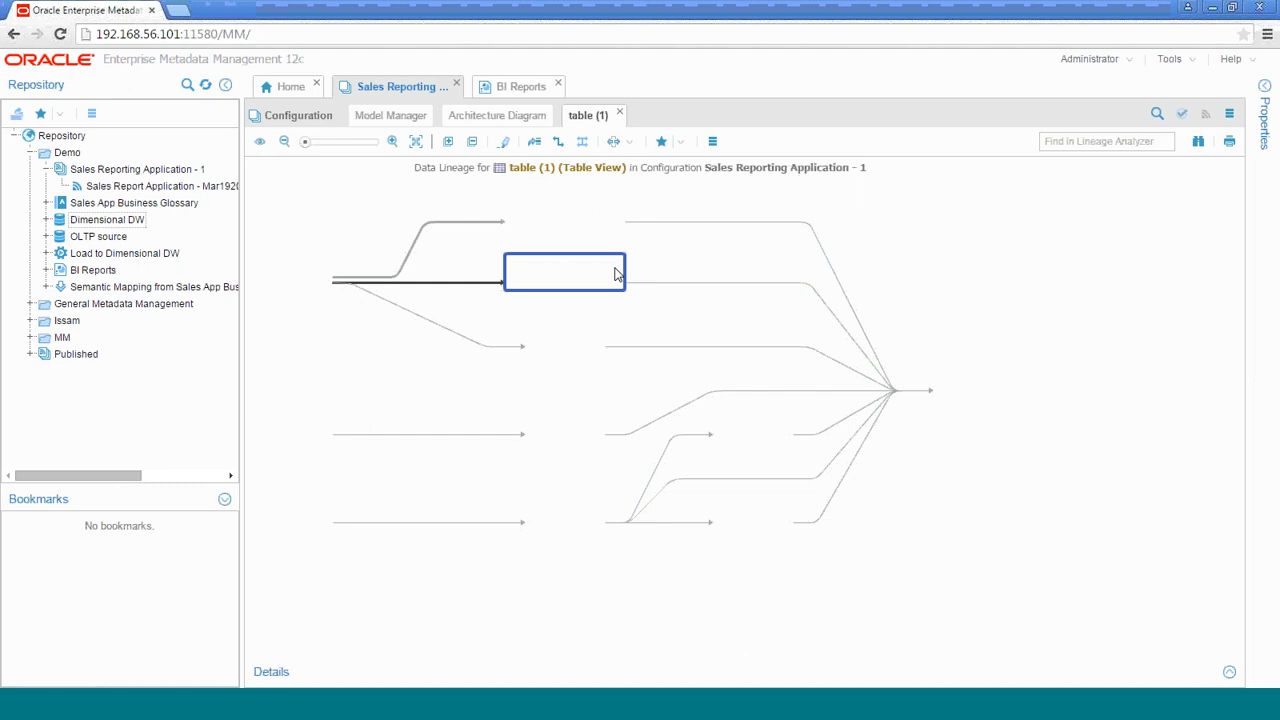 Oracle Enterprise Metadat
192.168.56.101:11580/MM/
ORACLE Enterprise Metadata Management 12c
Administrator Tools Help
Repository
Home Sales Reporting ... BI Reports
Configuration Model Manager Architecture Diagram table (1)
Find in Lineage Analyzer
Properties
Data Lineage for table (1) (Table View) in Configuration Sales Reporting Application - 1
Repository
Demo
Sales Reporting Application - 1
Sales Report Application - Mar1920
Sales App Business Glossary
Dimensional DW
OLTP source
Load to Dimensional DW
BI Reports
Semantic Mapping from Sales App Bus
General Metadata Management
Issam
MM
Published
Bookmarks
No bookmarks.
Details